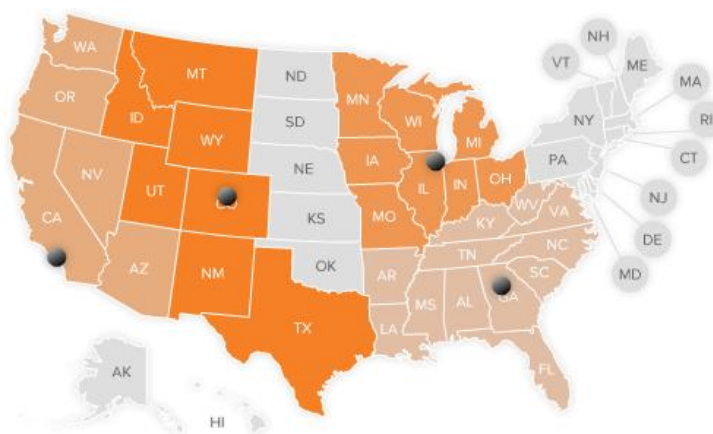 WA
MT
ND
MN
VT
NH
ME
MA
RI
CT
OR
ID
WY
SD
WI
MI
NY
PA
NJ
DE
MD
NV
UT
NE
IA
IL
IN
OH
CA
KS
MO
KY
WV
VA
AZ
NM
OK
AR
TN
NC
SC
TX
LA
MS
AL
GA
FL
AK
HI